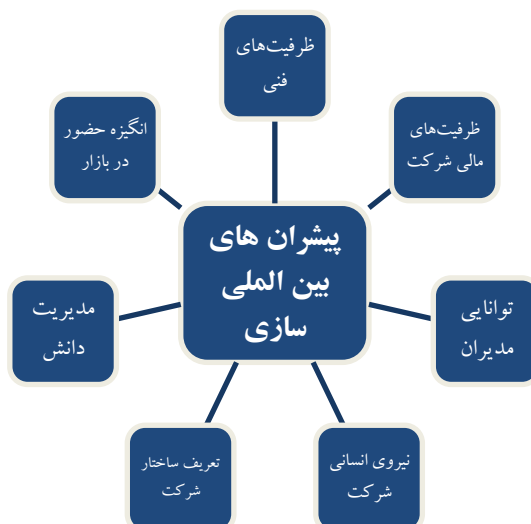 ظرفیت‌های
فنی
ظرفیت‌های
مالی شرکت
انگیزه حضور
در بازار
پیشران های
بین الملی
سازی
توانایی
مدیران
مدیریت
دانش
نیروی انسانی
شرکت
تعریف ساختار
شرکت